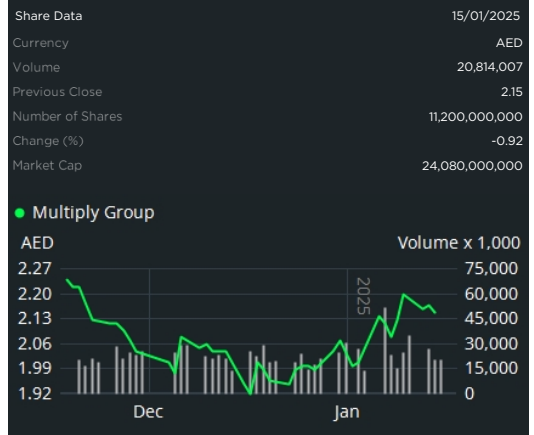 Share Data 15/01/2025
Currency AED
Volume 20,814,007
Previous Close 2.15
Number of Shares 11,200,000,000
Change (%) -0.92
Market Cap 24,080,000,000
Multiply Group
AED Volume x 1,000
2.27 75,000
2.20 60,000
2.13 45,000
2.06 30,000
1.99 15,000
1.92 0
2025
Dec Jan